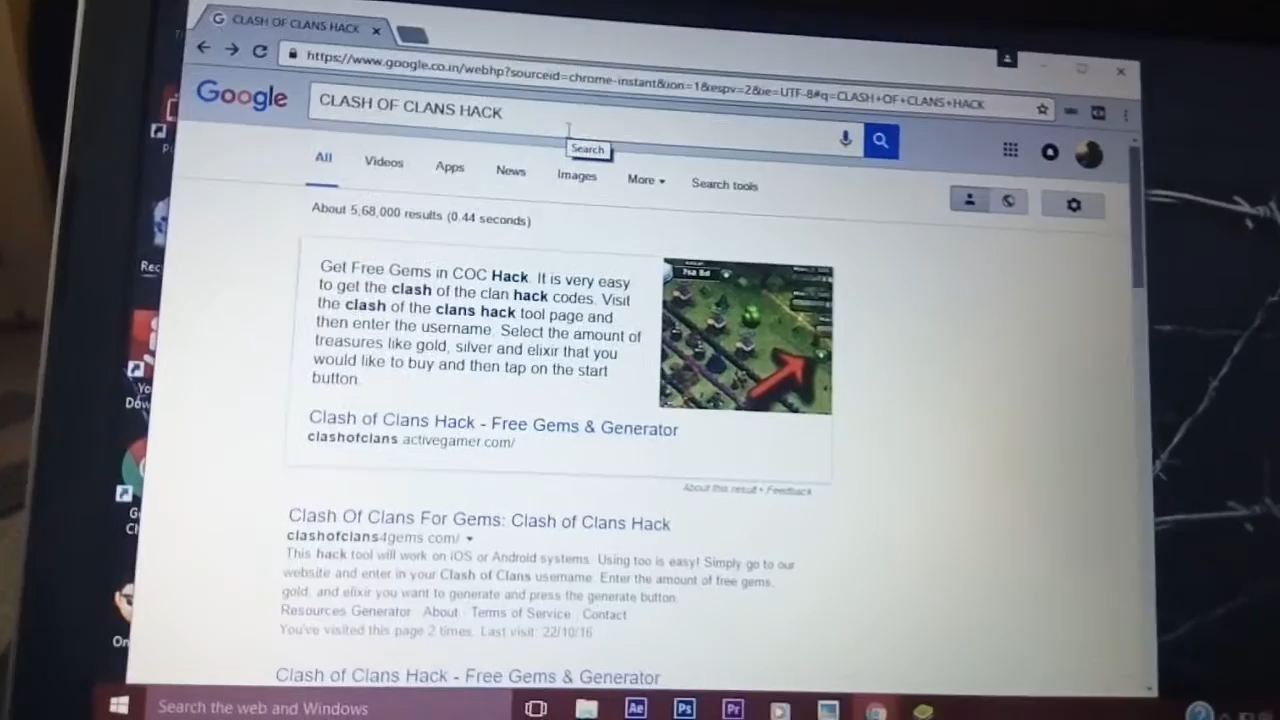 CLASH OF CLANS HACK
https://www.google.co.in/webhp?sourceid=chrome-instant&ion=1&espv=2&ie=UTF-8#q=CLASH+OF+CLANS+HACK
Google
CLASH OF CLANS HACK
Search
All Videos Apps News Images More Search tools
About 5,68,000 results (0.44 seconds)
Get Free Gems in COC Hack. It is very easy
to get the clash of the clan hack codes. Visit
the clash of the clans hack tool page and
then enter the username. Select the amount of
treasures like gold, silver and elixir that you
would like to buy and then tap on the start
button.
Clash of Clans Hack - Free Gems & Generator
clashofclans.activegamer.com/
About this result • Feedback
Clash Of Clans For Gems: Clash of Clans Hack
clashofclans4gems.com/
This hack tool will work on iOS or Android systems. Using too is easy! Simply go to our
website and enter in your Clash of Clans username. Enter the amount of free gems,
gold, and elixir you want to generate and press the generate button.
Resources Generator · About · Terms of Service · Contact
You've visited this page 2 times. Last visit: 22/10/16
Clash of Clans Hack - Free Gems & Generator
Rec
Yo
Dow
G
Ch
On
Search the web and Windows
Ae
Ps
Pr